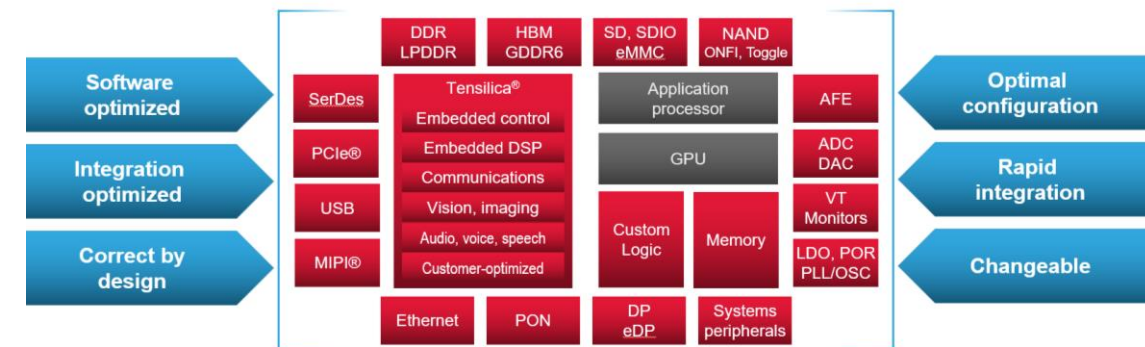 Software
optimized
Integration
optimized
Correct by
design
DDR
LPDDR
HBM
GDDR6
SD, SDIO
eMMC
NAND
ONFI, Toggle
SerDes
PCIe®
USB
MIPI®
Tensilica®
Embedded control
Embedded DSP
Communications
Vision, imaging
Audio, voice, speech
Customer-optimized
Application
processor
GPU
Custom
Logic
Memory
AFE
ADC
DAC
VT
Monitors
LDO, POR
PLL/OSC
Ethernet
PON
DP
eDP
Systems
peripherals
Optimal
configuration
Rapid
integration
Changeable